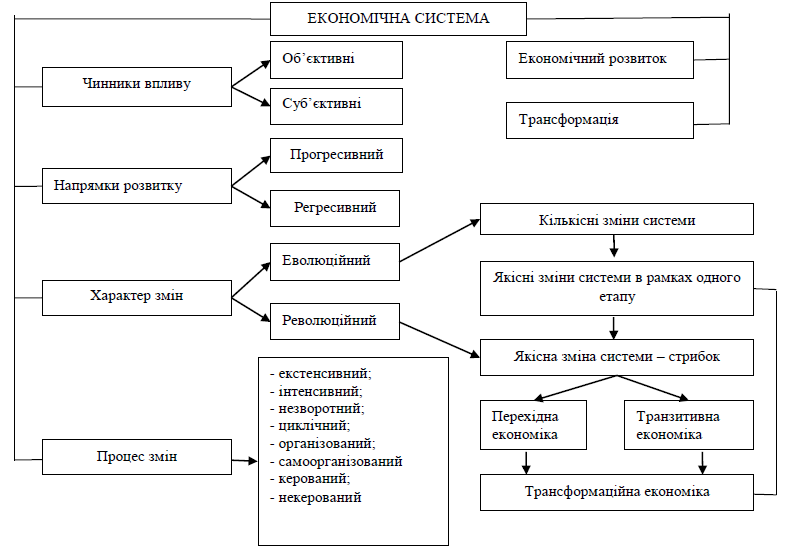 ЕКОНОМІЧНА СИСТЕМА
Чинники впливу
Об’єктивні
Суб’єктивні
Економічний розвиток
Трансформація
Напрямки розвитку
Прогресивний
Регресивний
Характер змін
Еволюційний
Революційний
Кількісні зміни системи
Якісні зміни системи в рамках одного
етапу
Якісна зміна системи – стрибок
Перехідна
економіка
Транзитивна
економіка
Трансформаційна економіка
Процес змін
- екстенсивний;
- інтенсивний;
- незворотний;
- циклічний;
- організований;
- самоорганізований
- керований;
- некерований